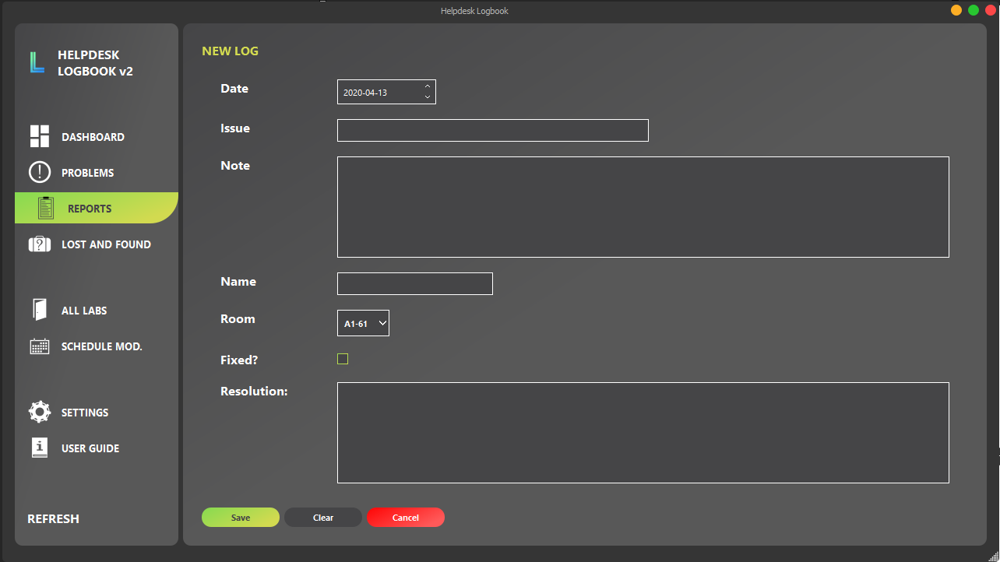 Helpdesk Logbook
HELPDESK
LOGBOOK v2
DASHBOARD
PROBLEMS
REPORTS
LOST AND FOUND
ALL LABS
SCHEDULE MOD.
SETTINGS
USER GUIDE
REFRESH
NEW LOG
Date
2020-04-13
Issue
Note
Name
Room
A1-61
Fixed?
Resolution:
Save
Clear
Cancel